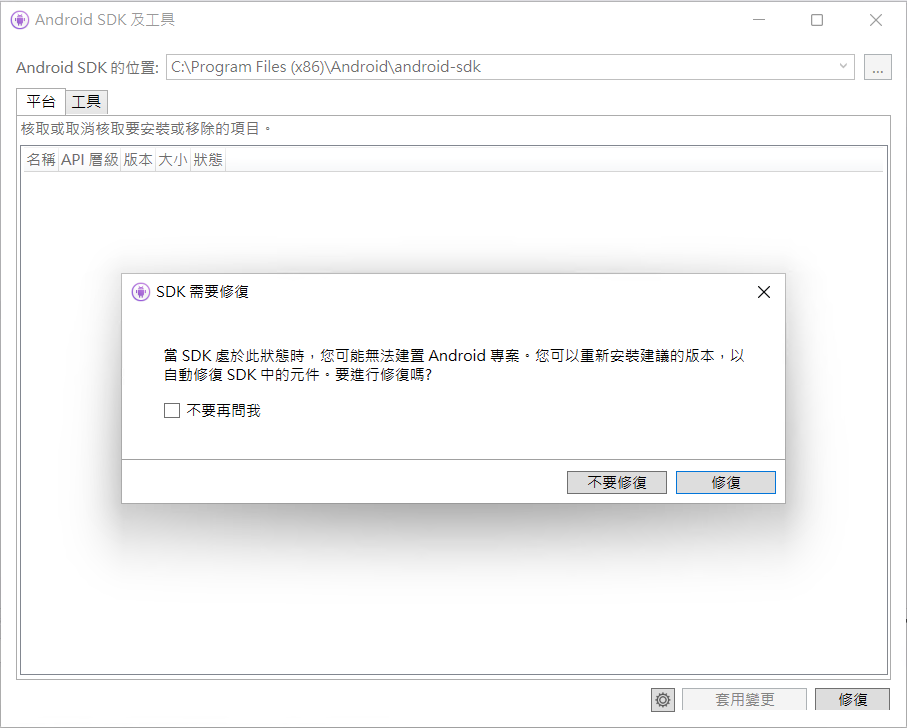 Android SDK 及工具
Android SDK 的位置: C:\Program Files (x86)\Android\android-sdk ...
平台 工具
核取或取消核取要安裝或移除的項目。
名稱 API 層級 版本 大小 狀態
SDK 需要修復
當 SDK 處於此狀態時，您可能無法建置 Android 專案。您可以重新安裝建議的版本，以
自動修復 SDK 中的元件。要進行修復嗎?
不要再問我
不要修復 修復
套用變更 修復